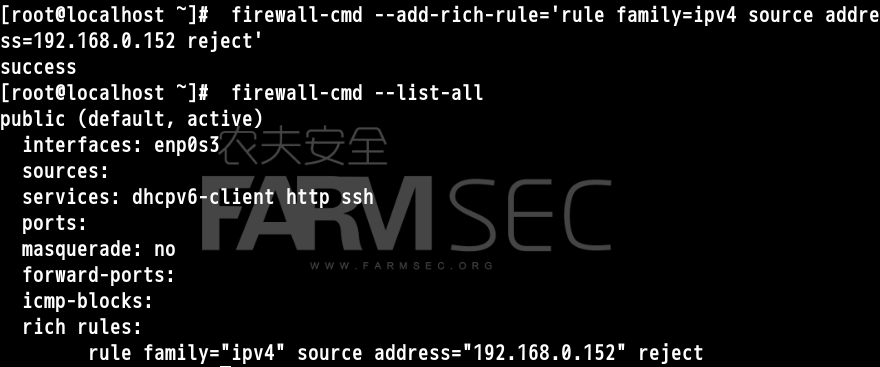 [root@localhost ~]#  firewall-cmd --add-rich-rule='rule family=ipv4 source addre
ss=192.168.0.152 reject'
success
[root@localhost ~]#  firewall-cmd --list-all
public (default, active)
  interfaces: enp0s3
  sources:
  services: dhcpv6-client http ssh
  ports:
  masquerade: no
  forward-ports:
  icmp-blocks:
  rich rules:
        rule family="ipv4" source address="192.168.0.152" reject
农夫安全
FARMSEC
WWW.FARMSEC.ORG